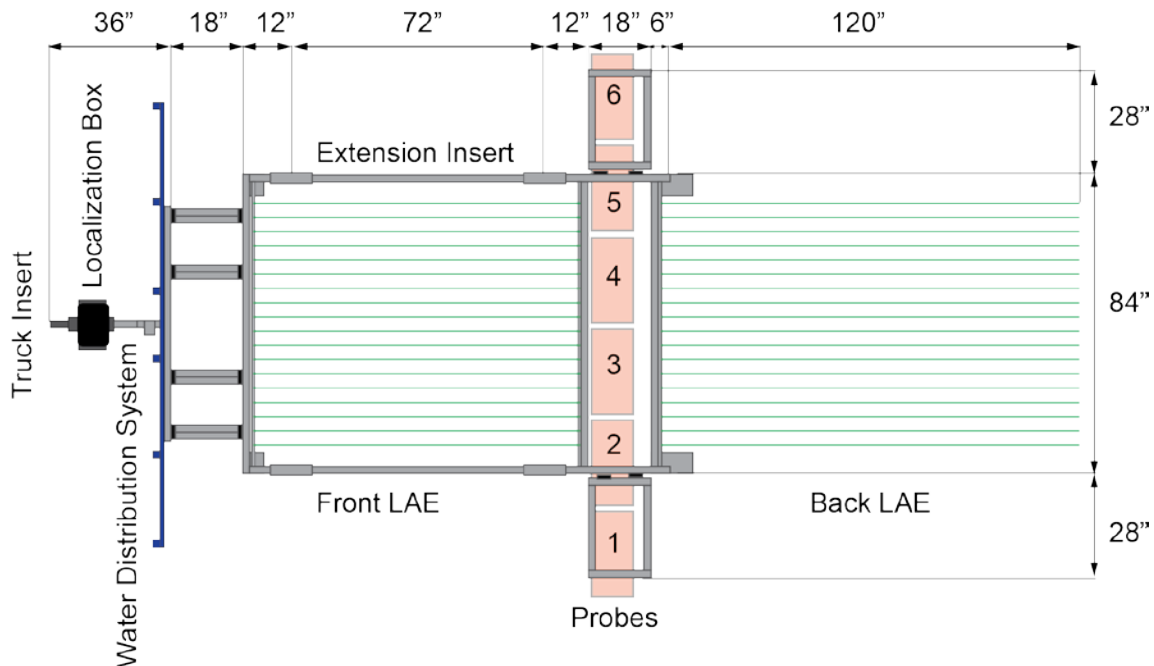 36” 18” 12” 72” 12” 18” 6” 120”
6
28”
Localization Box
Extension Insert
5
4
84”
Truck Insert
3
Water Distribution System
2
Front LAE
Back LAE
1
28”
Probes